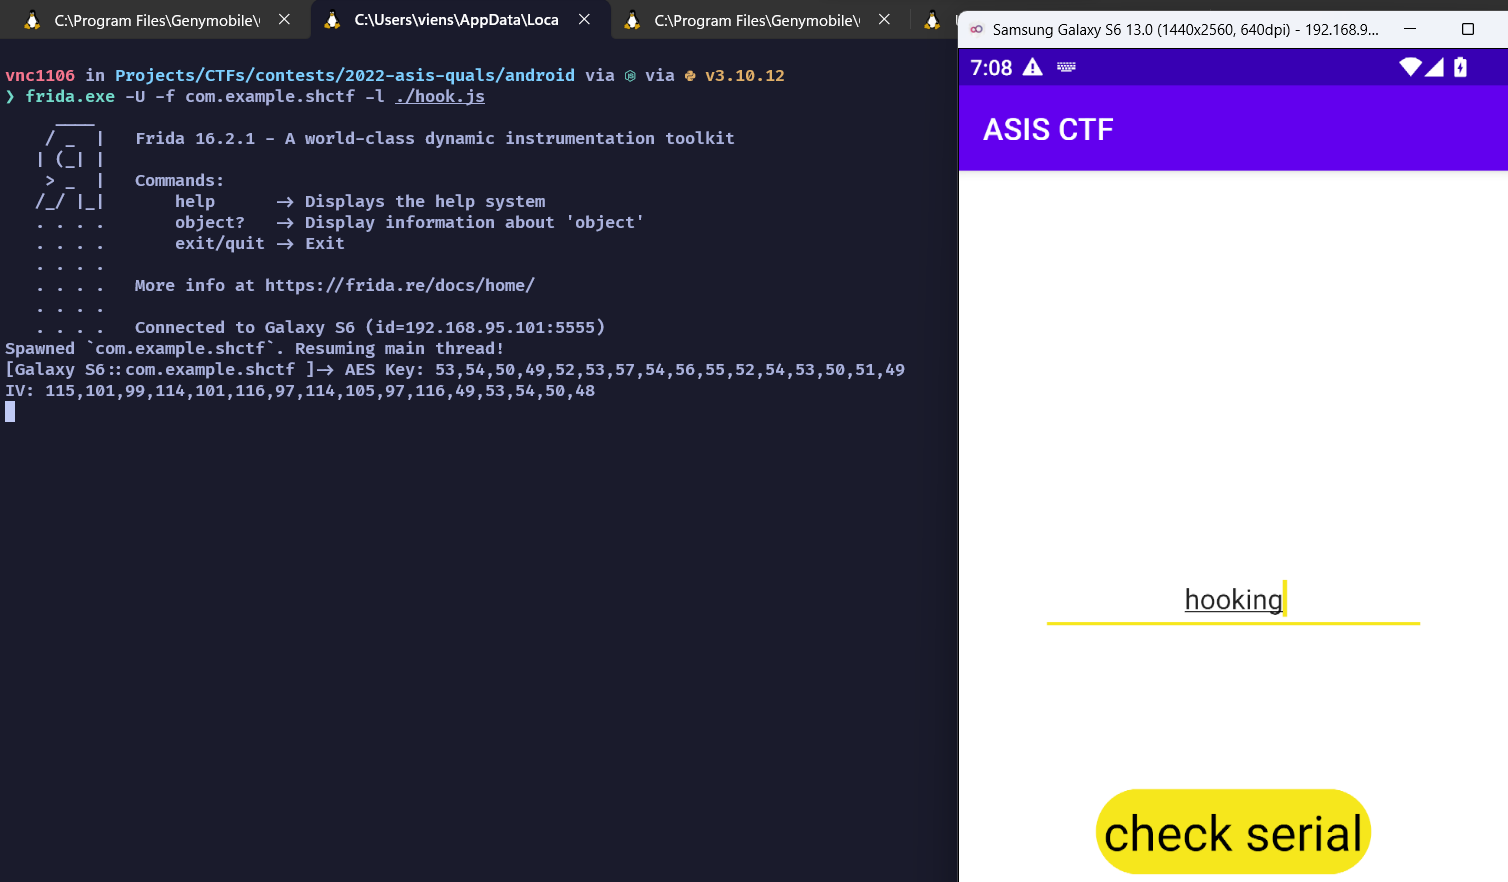 C:\Program Files\Genymobile\
C:\Users\viens\AppData\Loca
C:\Program Files\Genymobile\
vnc1106 in Projects/CTFs/contests/2022-asis-quals/android via via v3.10.12
❯ frida.exe -U -f com.example.shctf -l ./hook.js
     ____
    / _  |   Frida 16.2.1 - A world-class dynamic instrumentation toolkit
   | (_| |
    > _  |   Commands:
   /_/ |_|       help      -> Displays the help system
   . . . .       object?   -> Display information about 'object'
   . . . .       exit/quit -> Exit
   . . . .
   . . . .   More info at https://frida.re/docs/home/
   . . . .
   . . . .   Connected to Galaxy S6 (id=192.168.95.101:5555)
Spawned `com.example.shctf`. Resuming main thread!
[Galaxy S6::com.example.shctf ]-> AES Key: 53,54,50,49,52,53,57,54,56,55,52,54,53,50,51,49
IV: 115,101,99,114,101,116,97,114,105,97,116,49,53,54,50,48
Samsung Galaxy S6 13.0 (1440x2560, 640dpi) - 192.168.9...
7:08
ASIS CTF
hooking
check serial